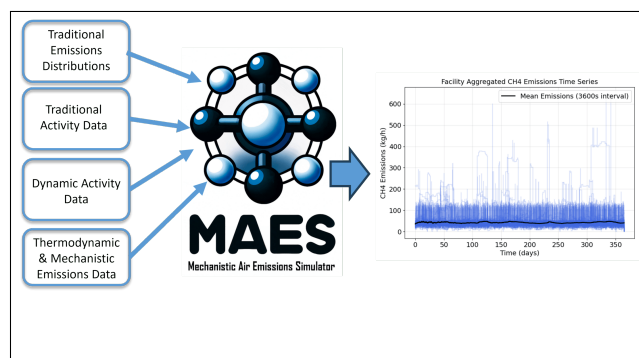 Traditional
Emissions
Distributions
Traditional
Activity Data
Dynamic Activity
Data
Thermodynamic
& Mechanistic
Emissions Data
MAES
Mechanistic Air Emissions Simulator
Facility Aggregated CH4 Emissions Time Series
Mean Emissions (3600s interval)
CH4 Emissions (kg/h)
600
500
400
300
200
100
0
0 50 100 150 200 250 300 350
Time (days)